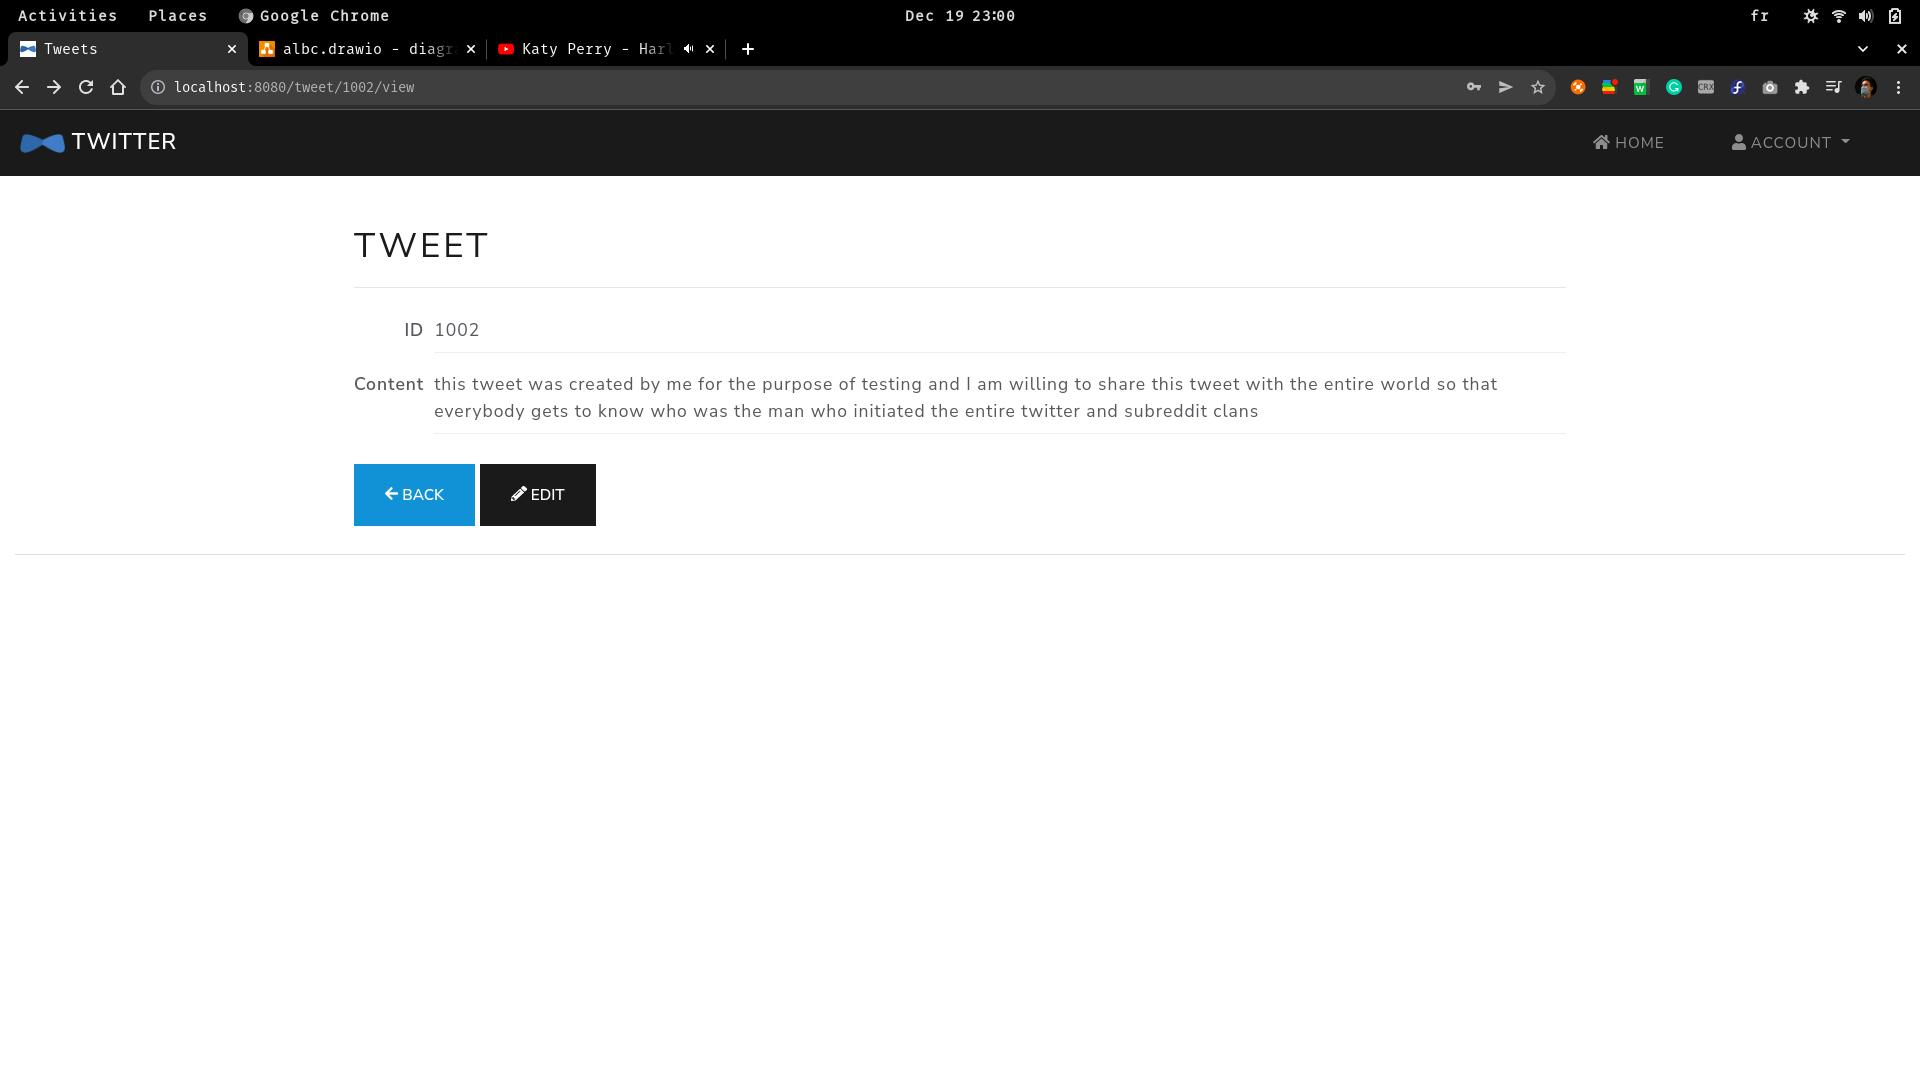 Activities Places Google Chrome Dec 19 23:00 fr
Tweets albc.drawio - diagr Katy Perry - Harl
localhost:8080/tweet/1002/view
TWITTER HOME ACCOUNT
TWEET
ID 1002
Content this tweet was created by me for the purpose of testing and I am willing to share this tweet with the entire world so that
everybody gets to know who was the man who initiated the entire twitter and subreddit clans
BACK EDIT